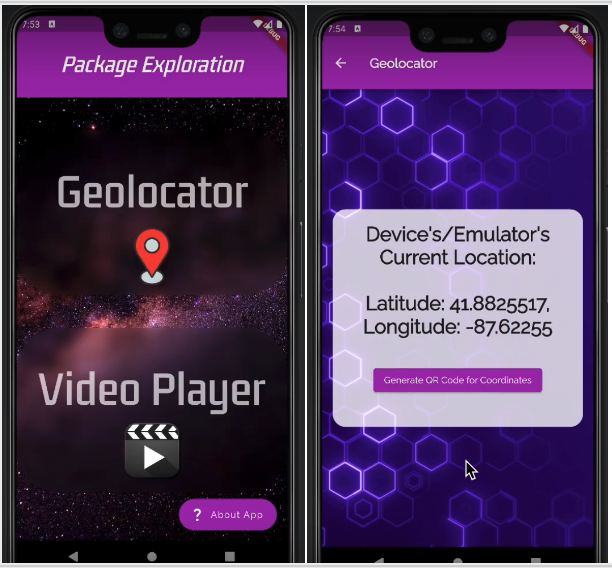 7:53
DEBUG
Package Exploration
Geolocator
Video Player
? About App
7:54
DEBUG
Geolocator
Device's/Emulator's
Current Location:
Latitude: 41.8825517,
Longitude: -87.62255
Generate QR Code for Coordinates